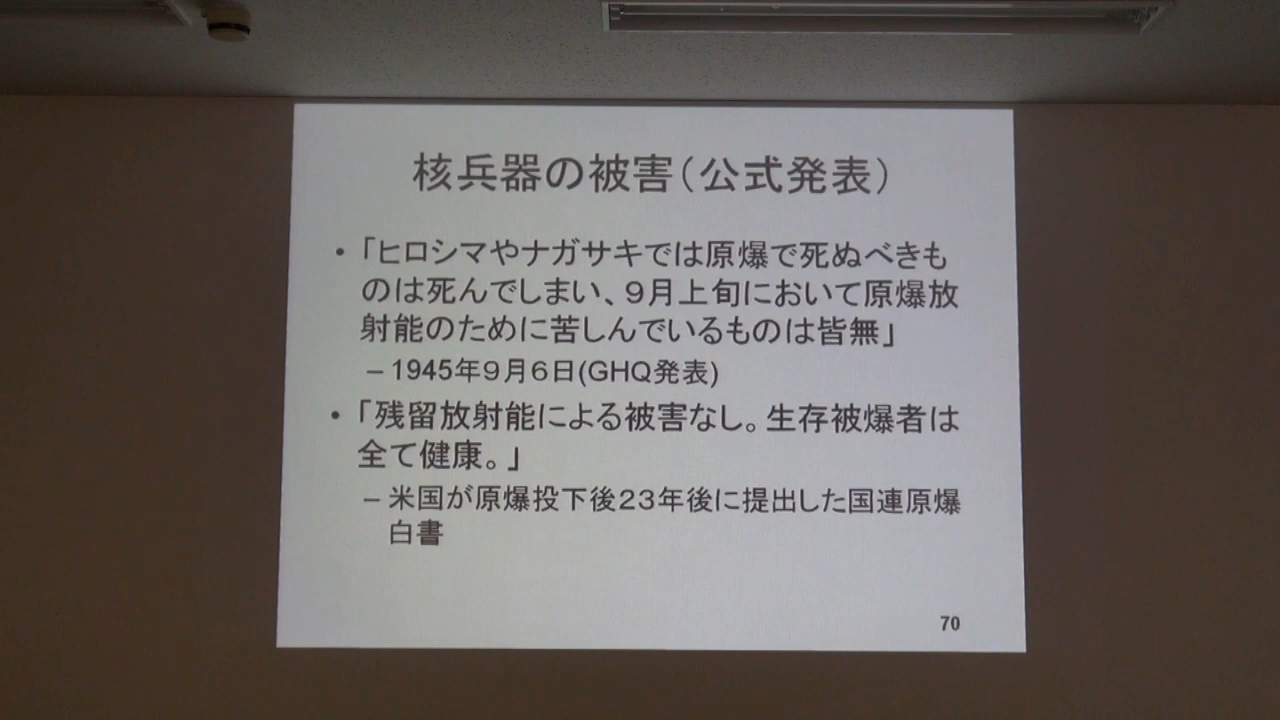 核兵器の被害(公式発表)
・「ヒロシマやナガサキでは原爆で死ぬべきも
のは死んでしまい、９月上旬において原爆放
射能のために苦しんでいるものは皆無」
– 1945年９月６日(GHQ発表)
・「残留放射能による被害なし。生存被爆者は
全て健康。」
– 米国が原爆投下後２３年後に提出した国連原爆
白書
70